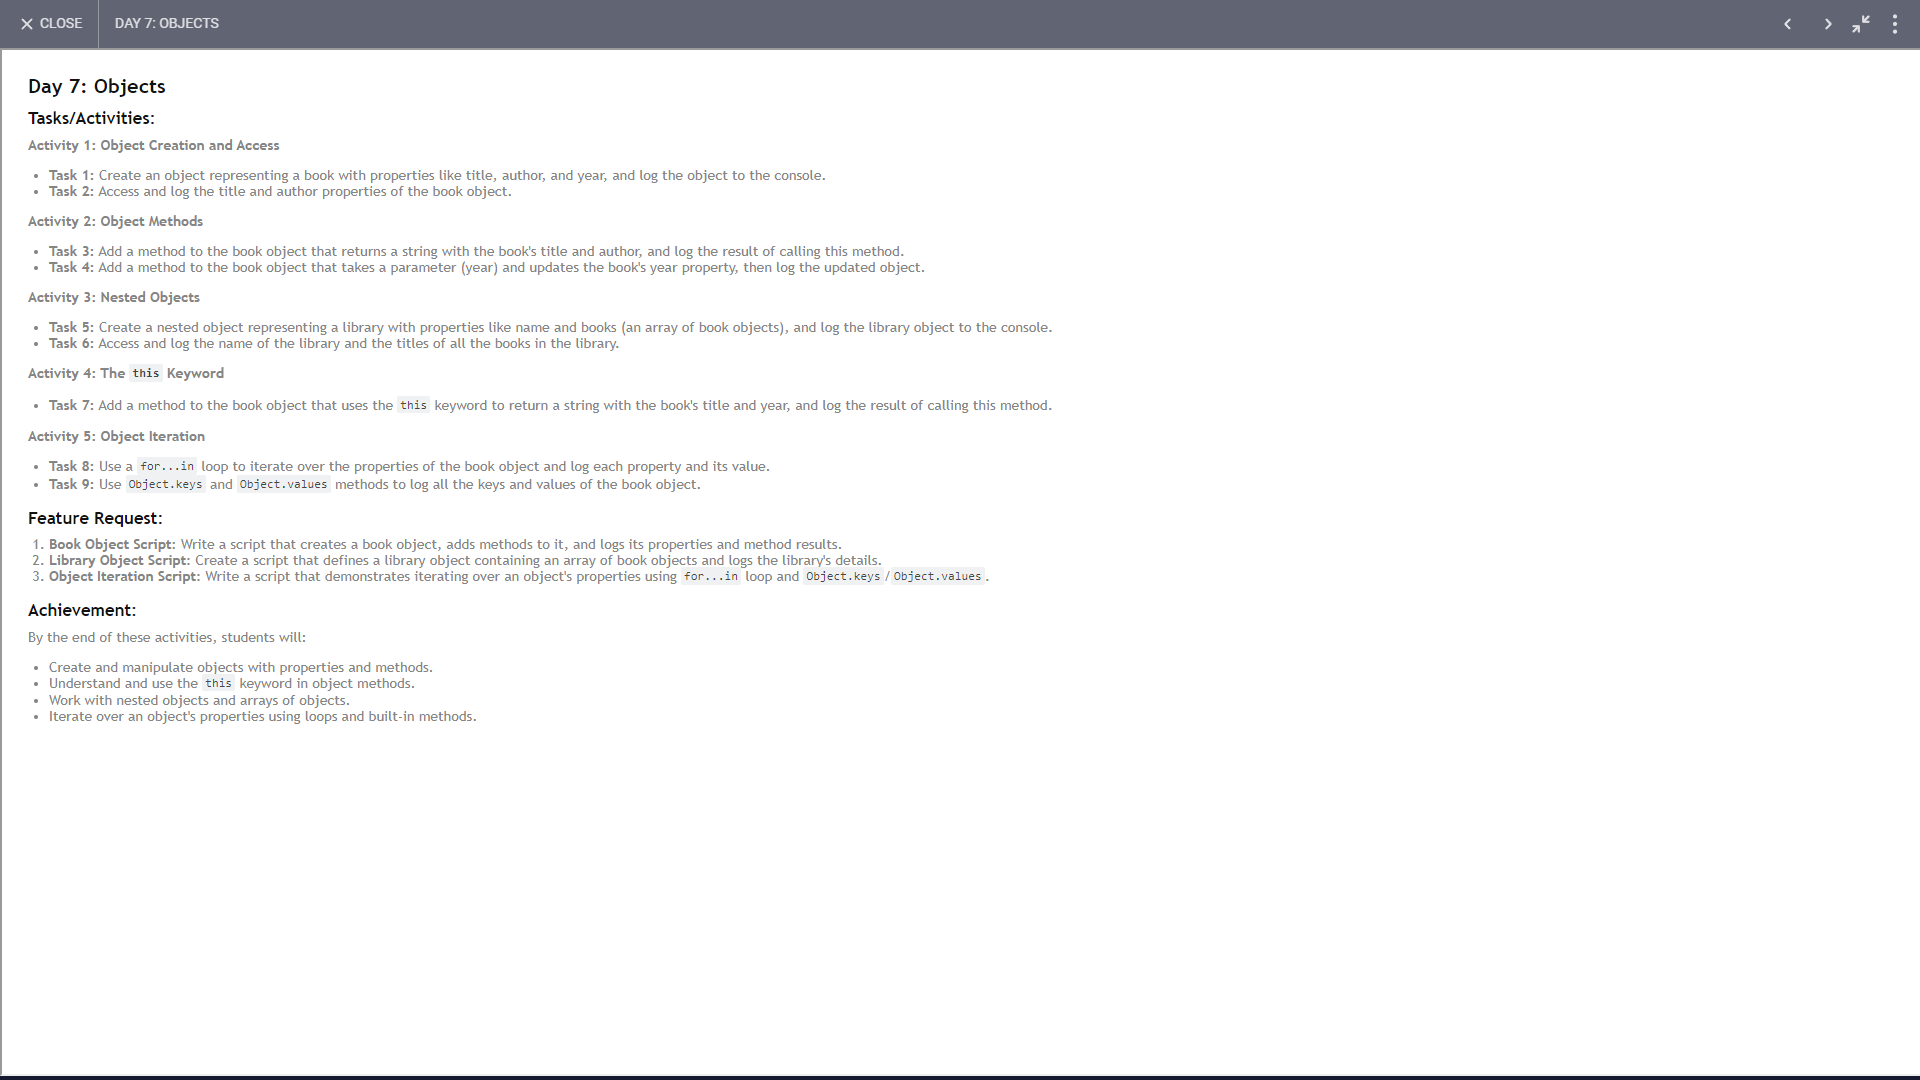 CLOSE
DAY 7: OBJECTS
Day 7: Objects
Tasks/Activities:
Activity 1: Object Creation and Access
• Task 1: Create an object representing a book with properties like title, author, and year, and log the object to the console.
• Task 2: Access and log the title and author properties of the book object.
Activity 2: Object Methods
• Task 3: Add a method to the book object that returns a string with the book's title and author, and log the result of calling this method.
• Task 4: Add a method to the book object that takes a parameter (year) and updates the book's year property, then log the updated object.
Activity 3: Nested Objects
• Task 5: Create a nested object representing a library with properties like name and books (an array of book objects), and log the library object to the console.
• Task 6: Access and log the name of the library and the titles of all the books in the library.
Activity 4: The this Keyword
• Task 7: Add a method to the book object that uses the this keyword to return a string with the book's title and year, and log the result of calling this method.
Activity 5: Object Iteration
• Task 8: Use a for...in loop to iterate over the properties of the book object and log each property and its value.
• Task 9: Use Object.keys and Object.values methods to log all the keys and values of the book object.
Feature Request:
1. Book Object Script: Write a script that creates a book object, adds methods to it, and logs its properties and method results.
2. Library Object Script: Create a script that defines a library object containing an array of book objects and logs the library's details.
3. Object Iteration Script: Write a script that demonstrates iterating over an object's properties using for...in loop and Object.keys/Object.values.
Achievement:
By the end of these activities, students will:
• Create and manipulate objects with properties and methods.
• Understand and use the this keyword in object methods.
• Work with nested objects and arrays of objects.
• Iterate over an object's properties using loops and built-in methods.